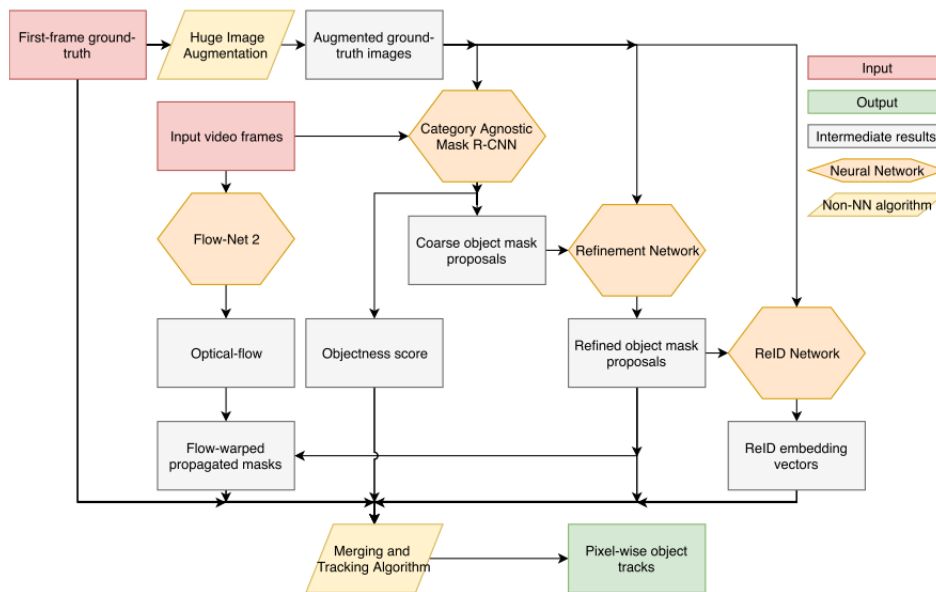 First-frame ground-
truth
Huge Image
Augmentation
Augmented ground-
truth images
Input
Output
Intermediate results
Neural Network
Non-NN algorithm
Input video frames
Category Agnostic
Mask R-CNN
Flow-Net 2
Coarse object mask
proposals
Refinement Network
Optical-flow
Objectness score
Refined object mask
proposals
ReID Network
Flow-warped
propagated masks
ReID embedding
vectors
Merging and
Tracking Algorithm
Pixel-wise object
tracks